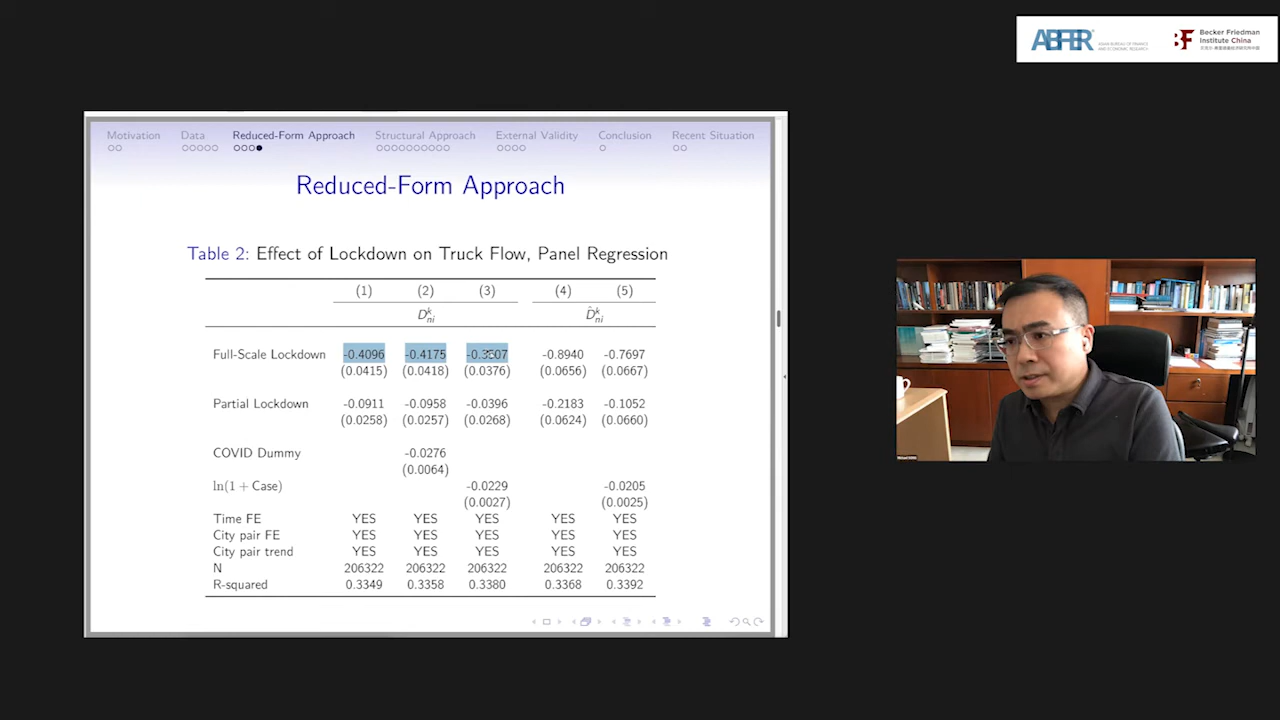 ABFER
ASIAN BUREAU OF FINANCE
AND ECONOMIC RESEARCH
Becker Friedman
Institute China
Motivation Data Reduced-Form Approach Structural Approach External Validity Conclusion Recent Situation
Reduced-Form Approach
Table 2: Effect of Lockdown on Truck Flow, Panel Regression
(1) (2) (3) (4) (5)
D^k_ni D̃^k_ni
Full-Scale Lockdown -0.4096 -0.4175 -0.8940 -0.7697
(0.0415) (0.0418) (0.0376) (0.0656) (0.0667)
Partial Lockdown -0.0911 -0.0958 -0.0396 -0.2183 -0.1052
(0.0258) (0.0257) (0.0268) (0.0624) (0.0660)
COVID Dummy -0.0276
(0.0064)
ln(1 + Case) -0.0229 -0.0205
(0.0027) (0.0025)
Time FE YES YES YES YES YES
City pair FE YES YES YES YES YES
City pair trend YES YES YES YES YES
N 206322 206322 206322 206322 206322
R-squared 0.3349 0.3358 0.3380 0.3368 0.3392